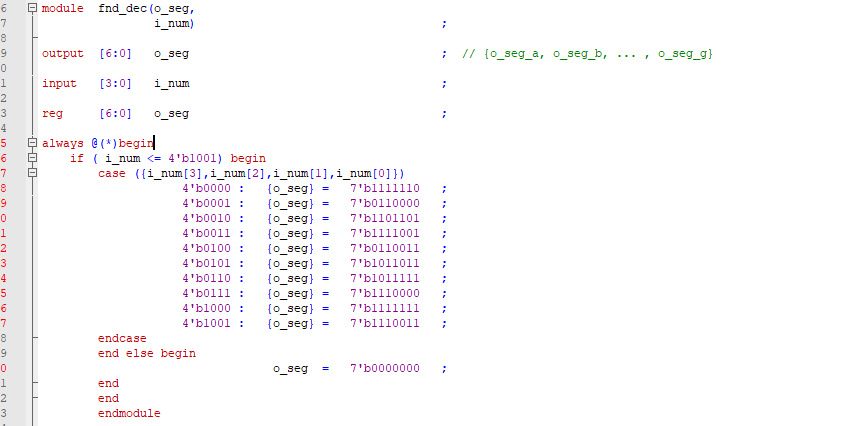 6 module fnd_dec(o_seg,
7 i_num) ;
8
9 output [6:0] o_seg ; // {o_seg_a, o_seg_b, ... , o_seg_g}
0
1 input [3:0] i_num ;
2
3 reg [6:0] o_seg ;
4
5 always @(*)begin
6 if ( i_num <= 4'b1001) begin
7 case ({i_num[3],i_num[2],i_num[1],i_num[0]})
8 4'b0000 : {o_seg} = 7'b1111110 ;
9 4'b0001 : {o_seg} = 7'b0110000 ;
0 4'b0010 : {o_seg} = 7'b1101101 ;
1 4'b0011 : {o_seg} = 7'b1111001 ;
2 4'b0100 : {o_seg} = 7'b0110011 ;
3 4'b0101 : {o_seg} = 7'b1011011 ;
4 4'b0110 : {o_seg} = 7'b1011111 ;
5 4'b0111 : {o_seg} = 7'b1110000 ;
6 4'b1000 : {o_seg} = 7'b1111111 ;
7 4'b1001 : {o_seg} = 7'b1110011 ;
8 endcase
9 end else begin
0 o_seg = 7'b0000000 ;
1 end
2 end
3 endmodule